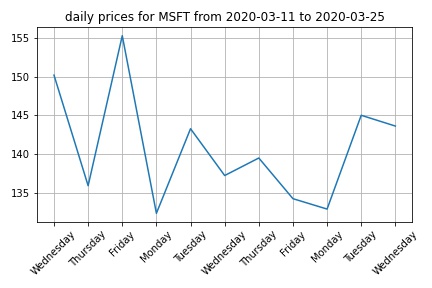 daily prices for MSFT from 2020-03-11 to 2020-03-25
155
150
145
140
135
Wednesday
Thursday
Friday
Monday
Tuesday
Wednesday
Thursday
Friday
Monday
Tuesday
Wednesday